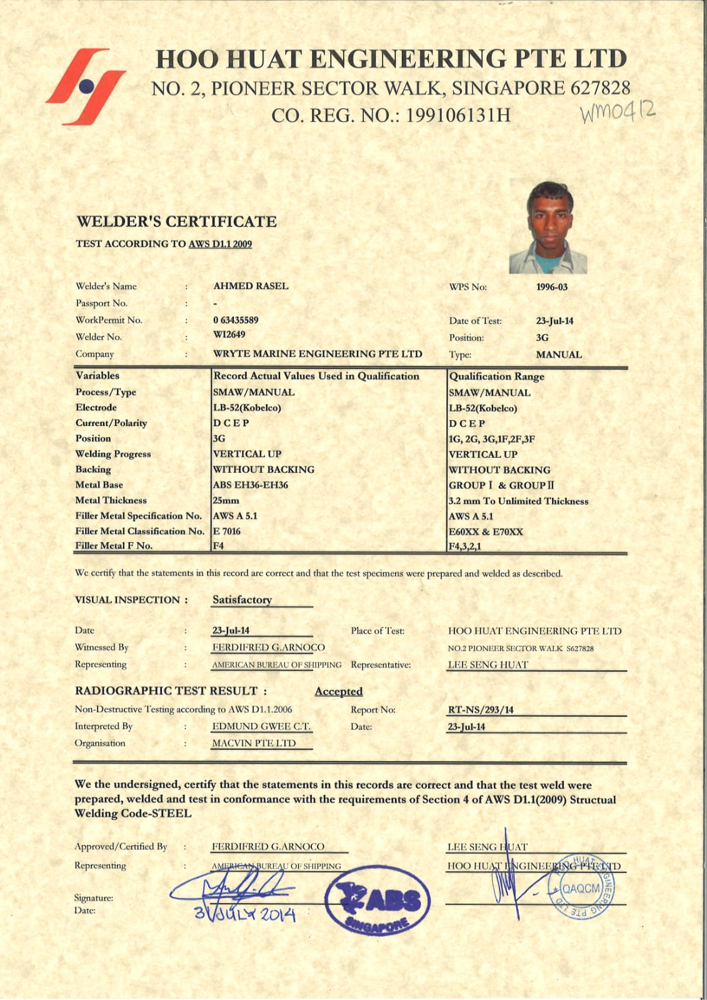 HOO HUAT ENGINEERING PTE LTD
NO. 2, PIONEER SECTOR WALK, SINGAPORE 627828
CO. REG. NO.: 199106131H
WM0412
WELDER'S CERTIFICATE
TEST ACCORDING TO AWS D1.1 2009
Welder's Name : AHMED RASEL WPS No: 1996-03
Passport No. : -
WorkPermit No. : 0 63435589 Date of Test: 23-Jul-14
Welder No. : WI2649 Position: 3G
Company : WRYTE MARINE ENGINEERING PTE LTD Type: MANUAL
Variables Record Actual Values Used in Qualification Qualification Range
Process/Type SMAW/MANUAL SMAW/MANUAL
Electrode LB-52(Kobelco) LB-52(Kobelco)
Current/Polarity D C E P D C E P
Position 3G 1G, 2G, 3G,1F,2F,3F
Welding Progress VERTICAL UP VERTICAL UP
Backing WITHOUT BACKING WITHOUT BACKING
Metal Base ABS EH36-EH36 GROUP I & GROUP II
Metal Thickness 25mm 3.2 mm To Unlimited Thickness
Filler Metal Specification No. AWS A 5.1 AWS A 5.1
Filler Metal Classification No. E 7016 E60XX & E70XX
Filler Metal F No. F4 F4,3,2,1
We certify that the statements in this record are correct and that the test specimens were prepared and welded as described.
VISUAL INSPECTION : Satisfactory
Date : 23-Jul-14 Place of Test: HOO HUAT ENGINEERING PTE LTD
Witnessed By : FERDIFRED G.ARNOCO NO.2 PIONEER SECTOR WALK S627828
Representing : AMERICAN BUREAU OF SHIPPING Representative: LEE SENG HUAT
RADIOGRAPHIC TEST RESULT : Accepted
Non-Destructive Testing according to AWS D1.1.2006 Report No: RT-NS/293/14
Interpreted By : EDMUND GWEE C.T. Date: 23-Jul-14
Organisation : MACVIN PTE LTD
We the undersigned, certify that the statements in this records are correct and that the test weld were
prepared, welded and test in conformance with the requirements of Section 4 of AWS D1.1(2009) Structual
Welding Code-STEEL
Approved/Certified By : FERDIFRED G.ARNOCO LEE SENG HUAT
Representing : AMERICAN BUREAU OF SHIPPING HOO HUAT ENGINEERING PTE LTD
Signature:
Date: 31 JULY 2014
ABS
SINGAPORE
HOO HUAT ENGINEERING PTE LTD
QAQCM